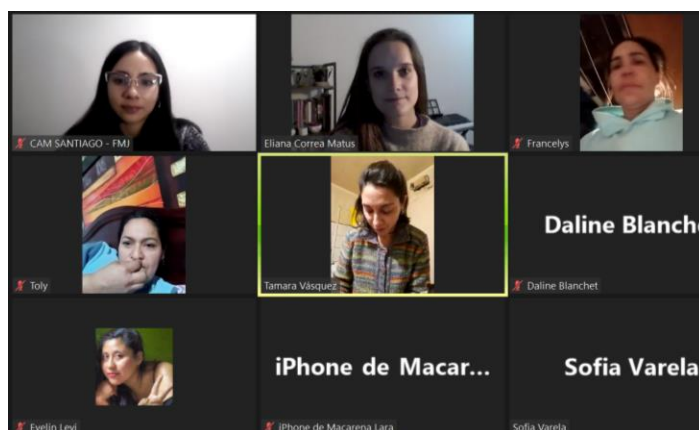 CAM SANTIAGO - FMJ
Eliana Correa Matus
Francelys
Toly
Tamara Vásquez
Daline Blanch
Daline Blanchet
Evelin Levi
iPhone de Macar...
iPhone de Macarena Lara
Sofia Varela
Sofia Varela